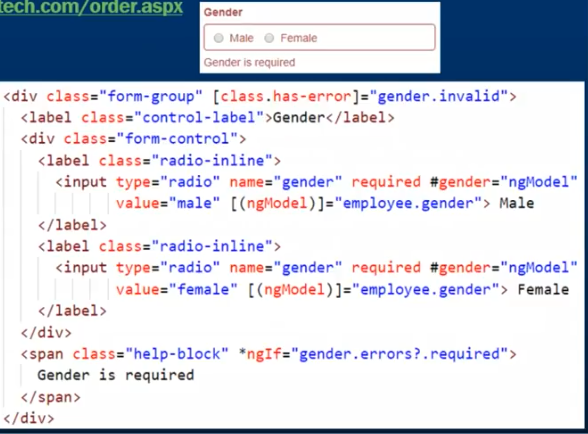 tech.com/order.aspx
Gender
Male Female
Gender is required
<div class="form-group" [class.has-error]="gender.invalid">
<label class="control-label">Gender</label>
<div class="form-control">
<label class="radio-inline">
<input type="radio" name="gender" required #gender="ngModel"
value="male" [(ngModel)]="employee.gender"> Male
</label>
<label class="radio-inline">
<input type="radio" name="gender" required #gender="ngModel"
value="female" [(ngModel)]="employee.gender"> Female
</label>
</div>
<span class="help-block" *ngIf="gender.errors?.required">
Gender is required
</span>
</div>